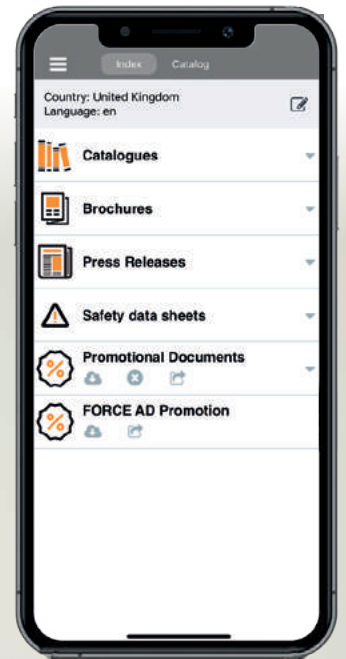 Index Catalog
Country: United Kingdom
Language: en
Catalogues
Brochures
Press Releases
Safety data sheets
Promotional Documents
FORCE AD Promotion